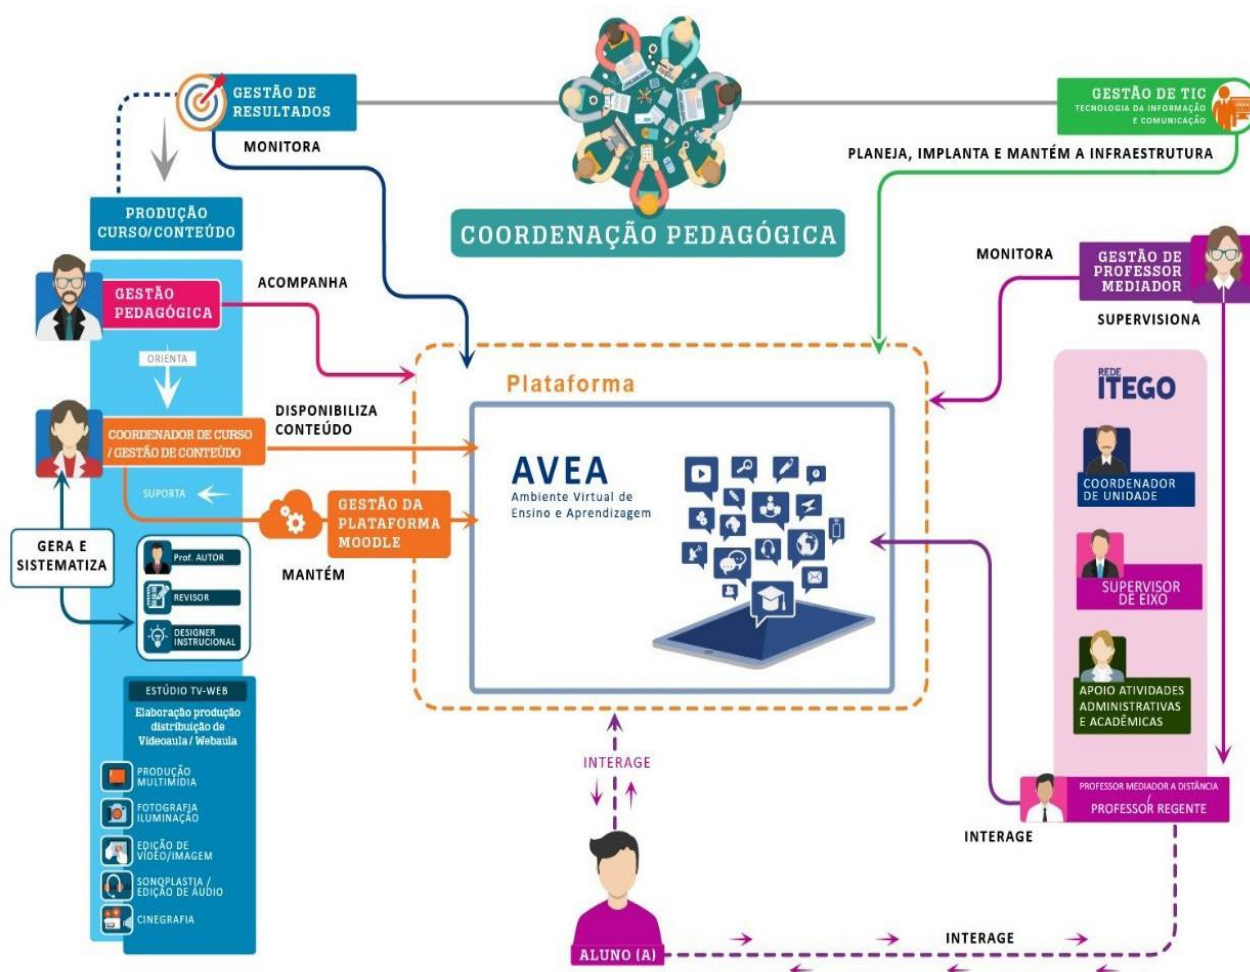 GESTÃO DE
RESULTADOS
MONITORA
GESTÃO DE TIC
TECNOLOGIA DA INFORMAÇÃO
E COMUNICAÇÃO
PLANEJA, IMPLANTA E MANTÉM A INFRAESTRUTURA
COORDENAÇÃO PEDAGÓGICA
PRODUÇÃO
CURSO/CONTEÚDO
GESTÃO
PEDAGÓGICA
ACOMPANHA
ORIENTA
COORDENADOR DE CURSO
/ GESTÃO DE CONTEÚDO
DISPONIBILIZA
CONTEÚDO
SUPORTA
GESTÃO DA
PLATAFORMA
MOODLE
MANTÉM
GERA E
SISTEMATIZA
Prof. AUTOR
REVISOR
DESIGNER
INSTRUCIONAL
ESTÚDIO TV-WEB
Elaboração produção
distribuição de
Vídeoaula / Webaula
PRODUÇÃO
MULTIMÍDIA
FOTOGRAFIA
ILUMINAÇÃO
EDIÇÃO DE
VÍDEO/IMAGEM
SONOPLASTIA /
EDIÇÃO DE ÁUDIO
CINEGRAFIA
Plataforma
AVEA
Ambiente Virtual de
Ensino e Aprendizagem
INTERAGE
ALUNO (A)
MONITORA
GESTÃO DE
PROFESSOR
MEDIADOR
SUPERVISIONA
REDE
ITEGO
COORDENADOR
DE UNIDADE
SUPERVISOR
DE EIXO
APOIO ATIVIDADES
ADMINISTRATIVAS
E ACADÊMICAS
PROFESSOR MEDIADOR A DISTÂNCIA
/
PROFESSOR REGENTE
INTERAGE
INTERAGE